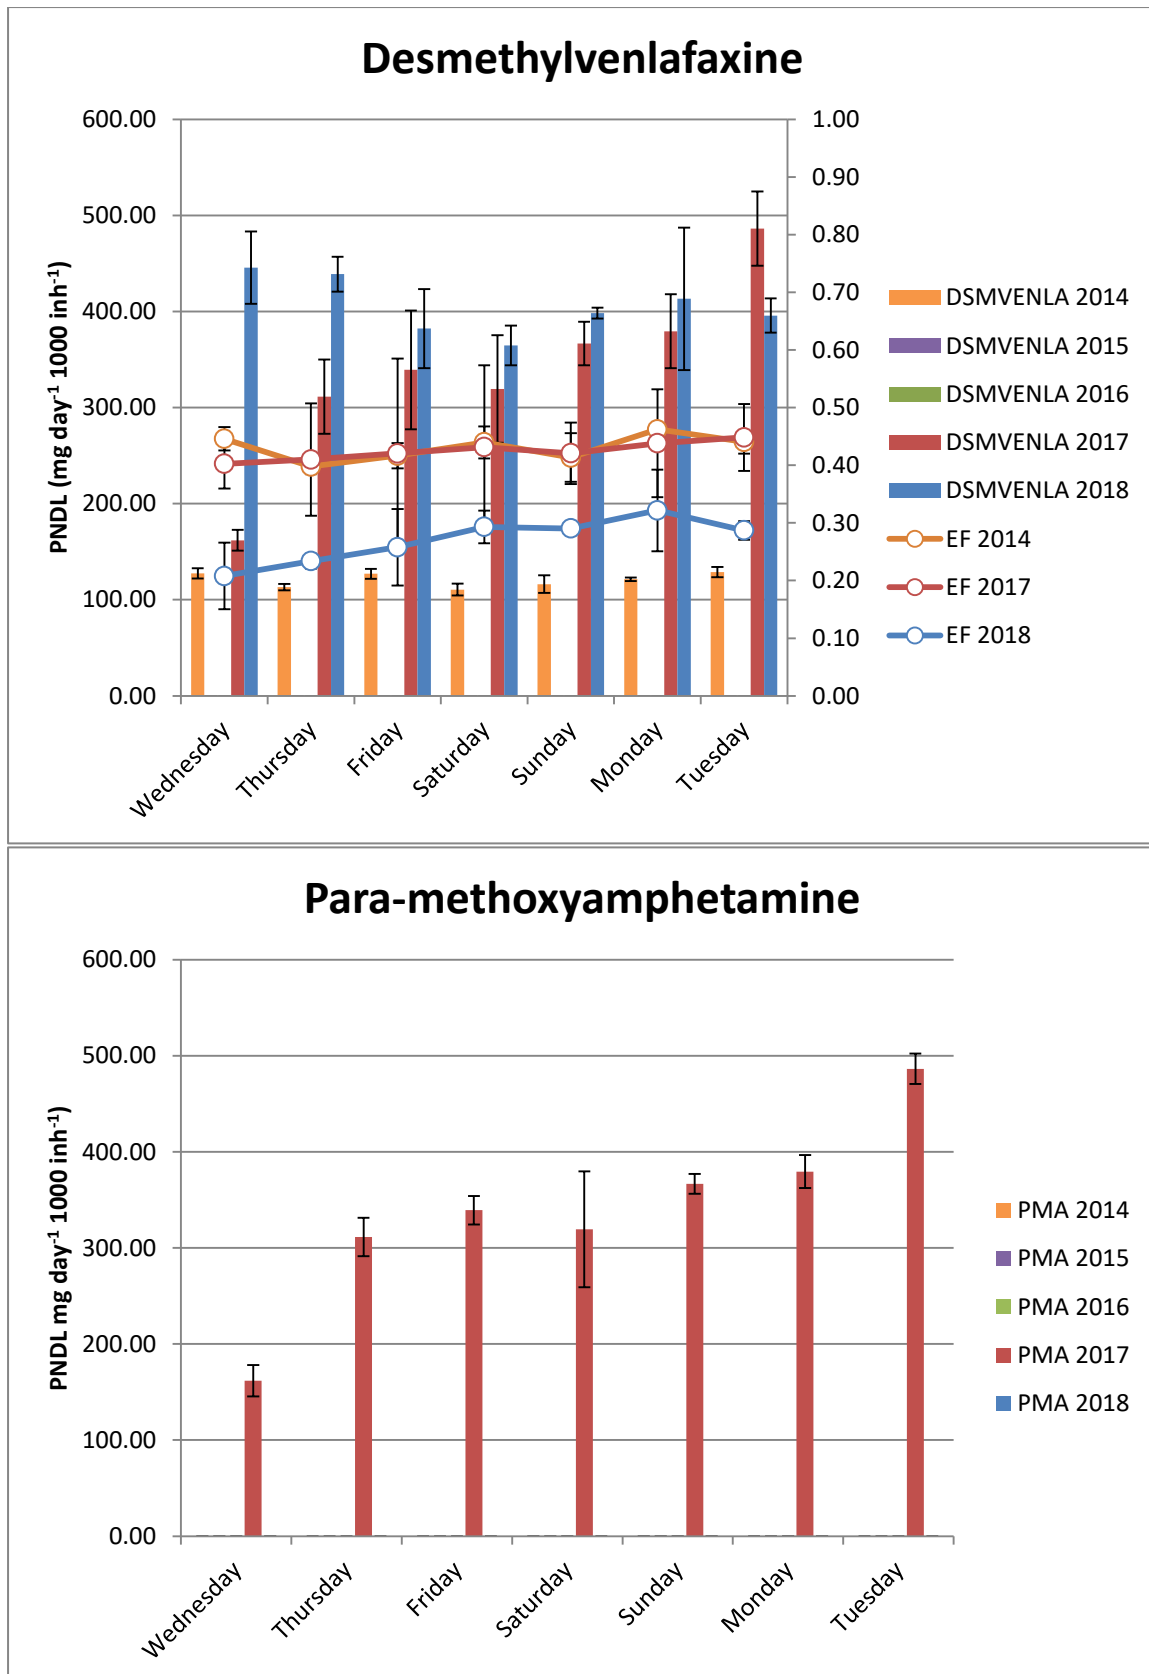 Desmethylvenlafaxine
PNDL (mg day-1 1000 inh-1)
600.00
500.00
400.00
300.00
200.00
100.00
0.00
1.00
0.90
0.80
0.70
0.60
0.50
0.40
0.30
0.20
0.10
0.00
Wednesday
Thursday
Friday
Saturday
Sunday
Monday
Tuesday
DSMVENLA 2014
DSMVENLA 2015
DSMVENLA 2016
DSMVENLA 2017
DSMVENLA 2018
EF 2014
EF 2017
EF 2018
Para-methoxyamphetamine
PNDL mg day-1 1000 inh-1)
600.00
500.00
400.00
300.00
200.00
100.00
0.00
Wednesday
Thursday
Friday
Saturday
Sunday
Monday
Tuesday
PMA 2014
PMA 2015
PMA 2016
PMA 2017
PMA 2018